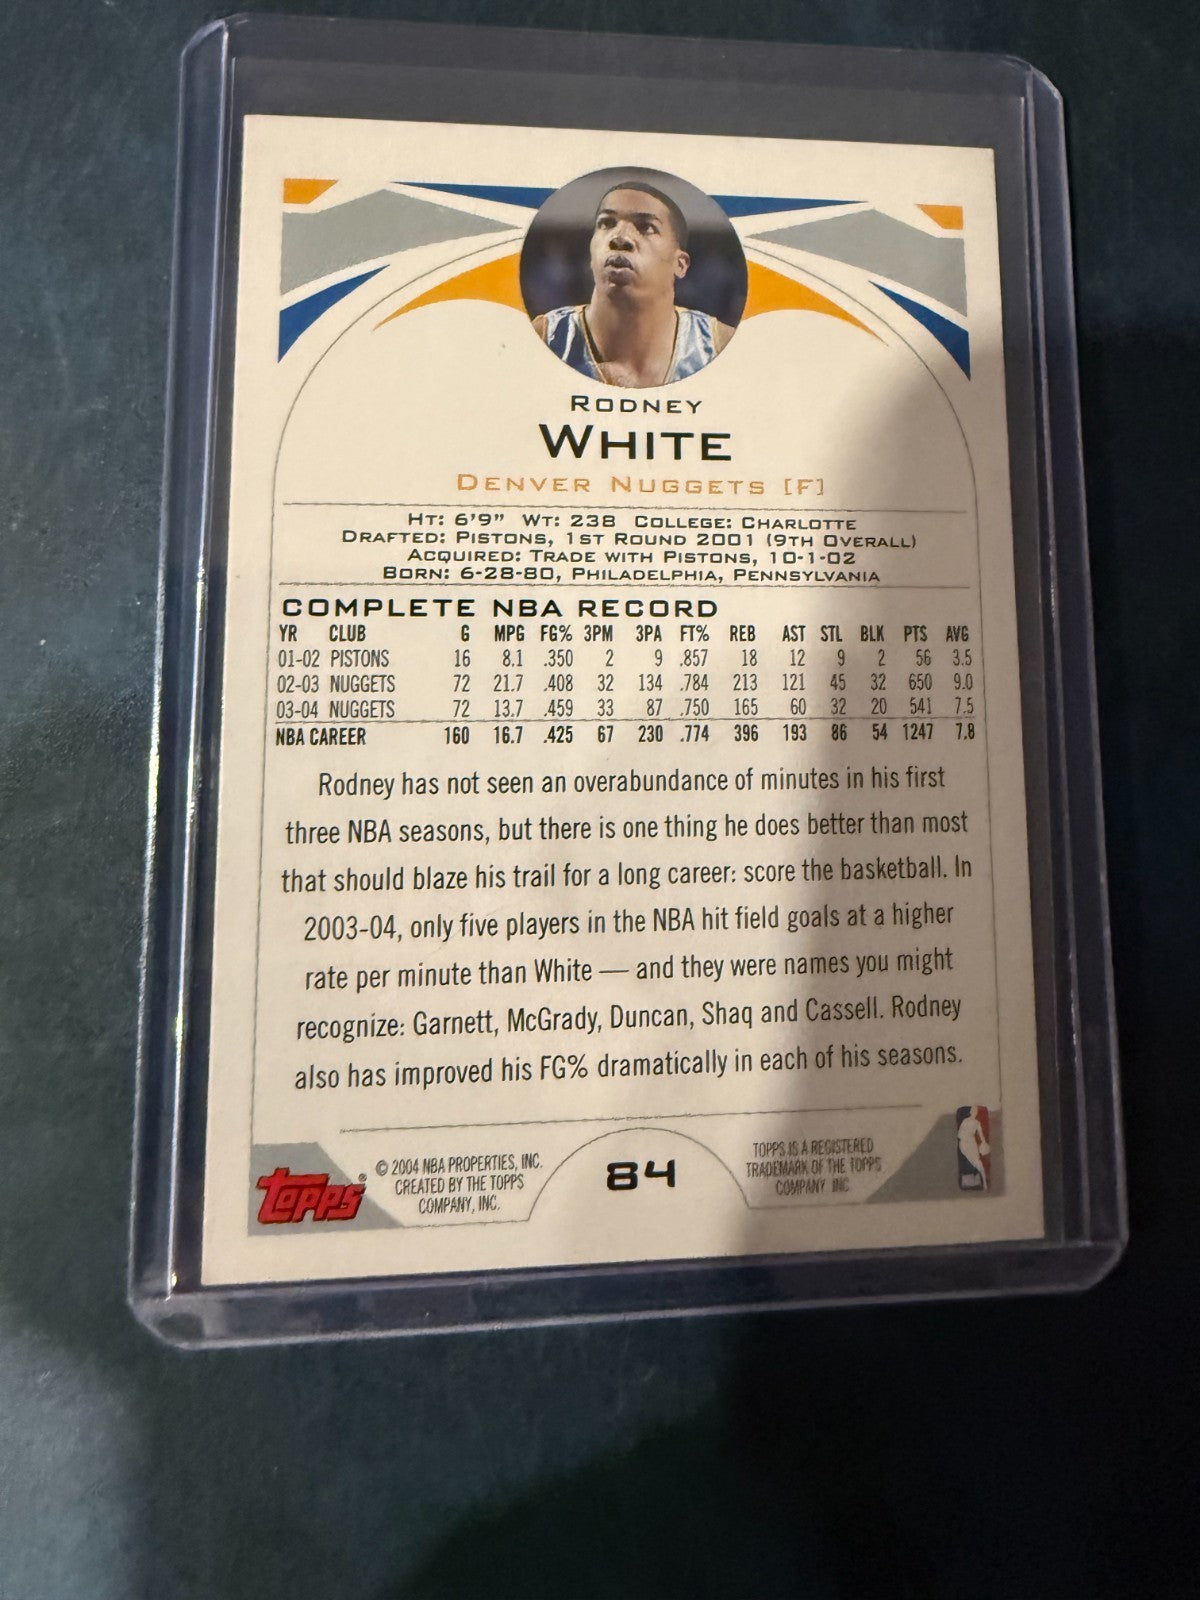 RODNEY
WHITE
DENVER NUGGETS [F]
HT: 6'9" WT: 238 COLLEGE: CHARLOTTE
DRAFTED: PISTONS, 1ST ROUND 2001 (9TH OVERALL)
ACQUIRED: TRADE WITH PISTONS, 10-1-02
BORN: 6-28-80, PHILADELPHIA, PENNSYLVANIA
COMPLETE NBA RECORD
YR CLUB G MPG FG% 3PM 3PA FT% REB AST STL BLK PTS AVG
01-02 PISTONS 16 8.1 .350 2 9 .857 18 12 9 2 56 3.5
02-03 NUGGETS 72 21.7 .408 32 134 .784 213 121 45 32 650 9.0
03-04 NUGGETS 72 13.7 .459 33 87 .750 165 60 32 20 541 7.5
NBA CAREER 160 16.7 .425 67 230 .774 396 193 86 54 1247 7.8
Rodney has not seen an overabundance of minutes in his first
three NBA seasons, but there is one thing he does better than most
that should blaze his trail for a long career: score the basketball. In
2003-04, only five players in the NBA hit field goals at a higher
rate per minute than White — and they were names you might
recognize: Garnett, McGrady, Duncan, Shaq and Cassell. Rodney
also has improved his FG% dramatically in each of his seasons.
Topps®
© 2004 NBA PROPERTIES, INC.
CREATED BY THE TOPPS
COMPANY, INC.
84
TOPPS IS A REGISTERED
TRADEMARK OF THE TOPPS
COMPANY INC